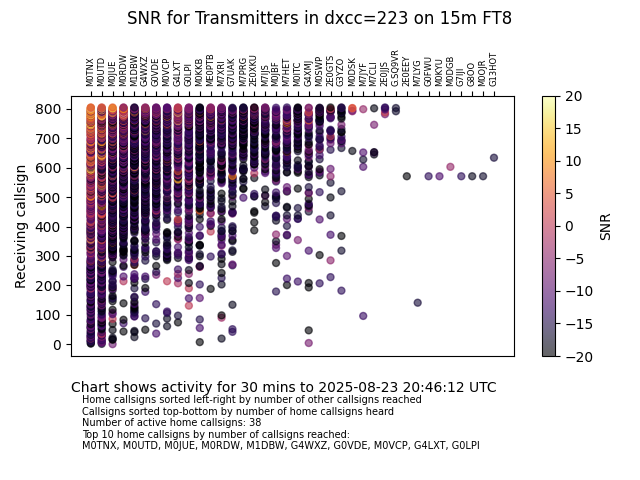 SNR for Transmitters in dxcc=223 on 15m FT8
M0TNX M0UTD M0JUE M0RDW M1DBW G4WXZ G0VDE M0VCP G4LXT G0LPI M0KKB ME0PTB M7XRI G7UAK M7PRG 2E0XKU M7IJS M0JBF M7HET M0ITC G4XMJ M0SWP 2E0GTS G3YZO M0DSK M7JYF M7CLI 2E0JJS G.SQ9VR 2E0EEY M7LYG G0FWU M0KYU M0DGB G7IJI G8OO M0OJR G13HOT
Receiving callsign
800
700
600
500
400
300
200
100
0
20
15
10
5
0
−5
−10
−15
−20
SNR
Chart shows activity for 30 mins to 2025-08-23 20:46:12 UTC
Home callsigns sorted left-right by number of other callsigns reached
Callsigns sorted top-bottom by number of home callsigns heard
Number of active home callsigns: 38
Top 10 home callsigns by number of callsigns reached:
M0TNX, M0UTD, M0JUE, M0RDW, M1DBW, G4WXZ, G0VDE, M0VCP, G4LXT, G0LPI